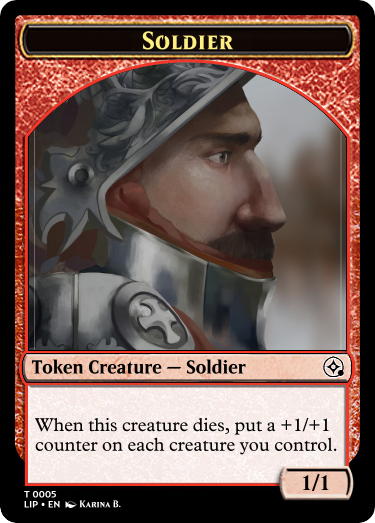 SOLDIER
Token Creature — Soldier
When this creature dies, put a +1/+1
counter on each creature you control.
1/1
T 0005
LIP • EN KARINA B.